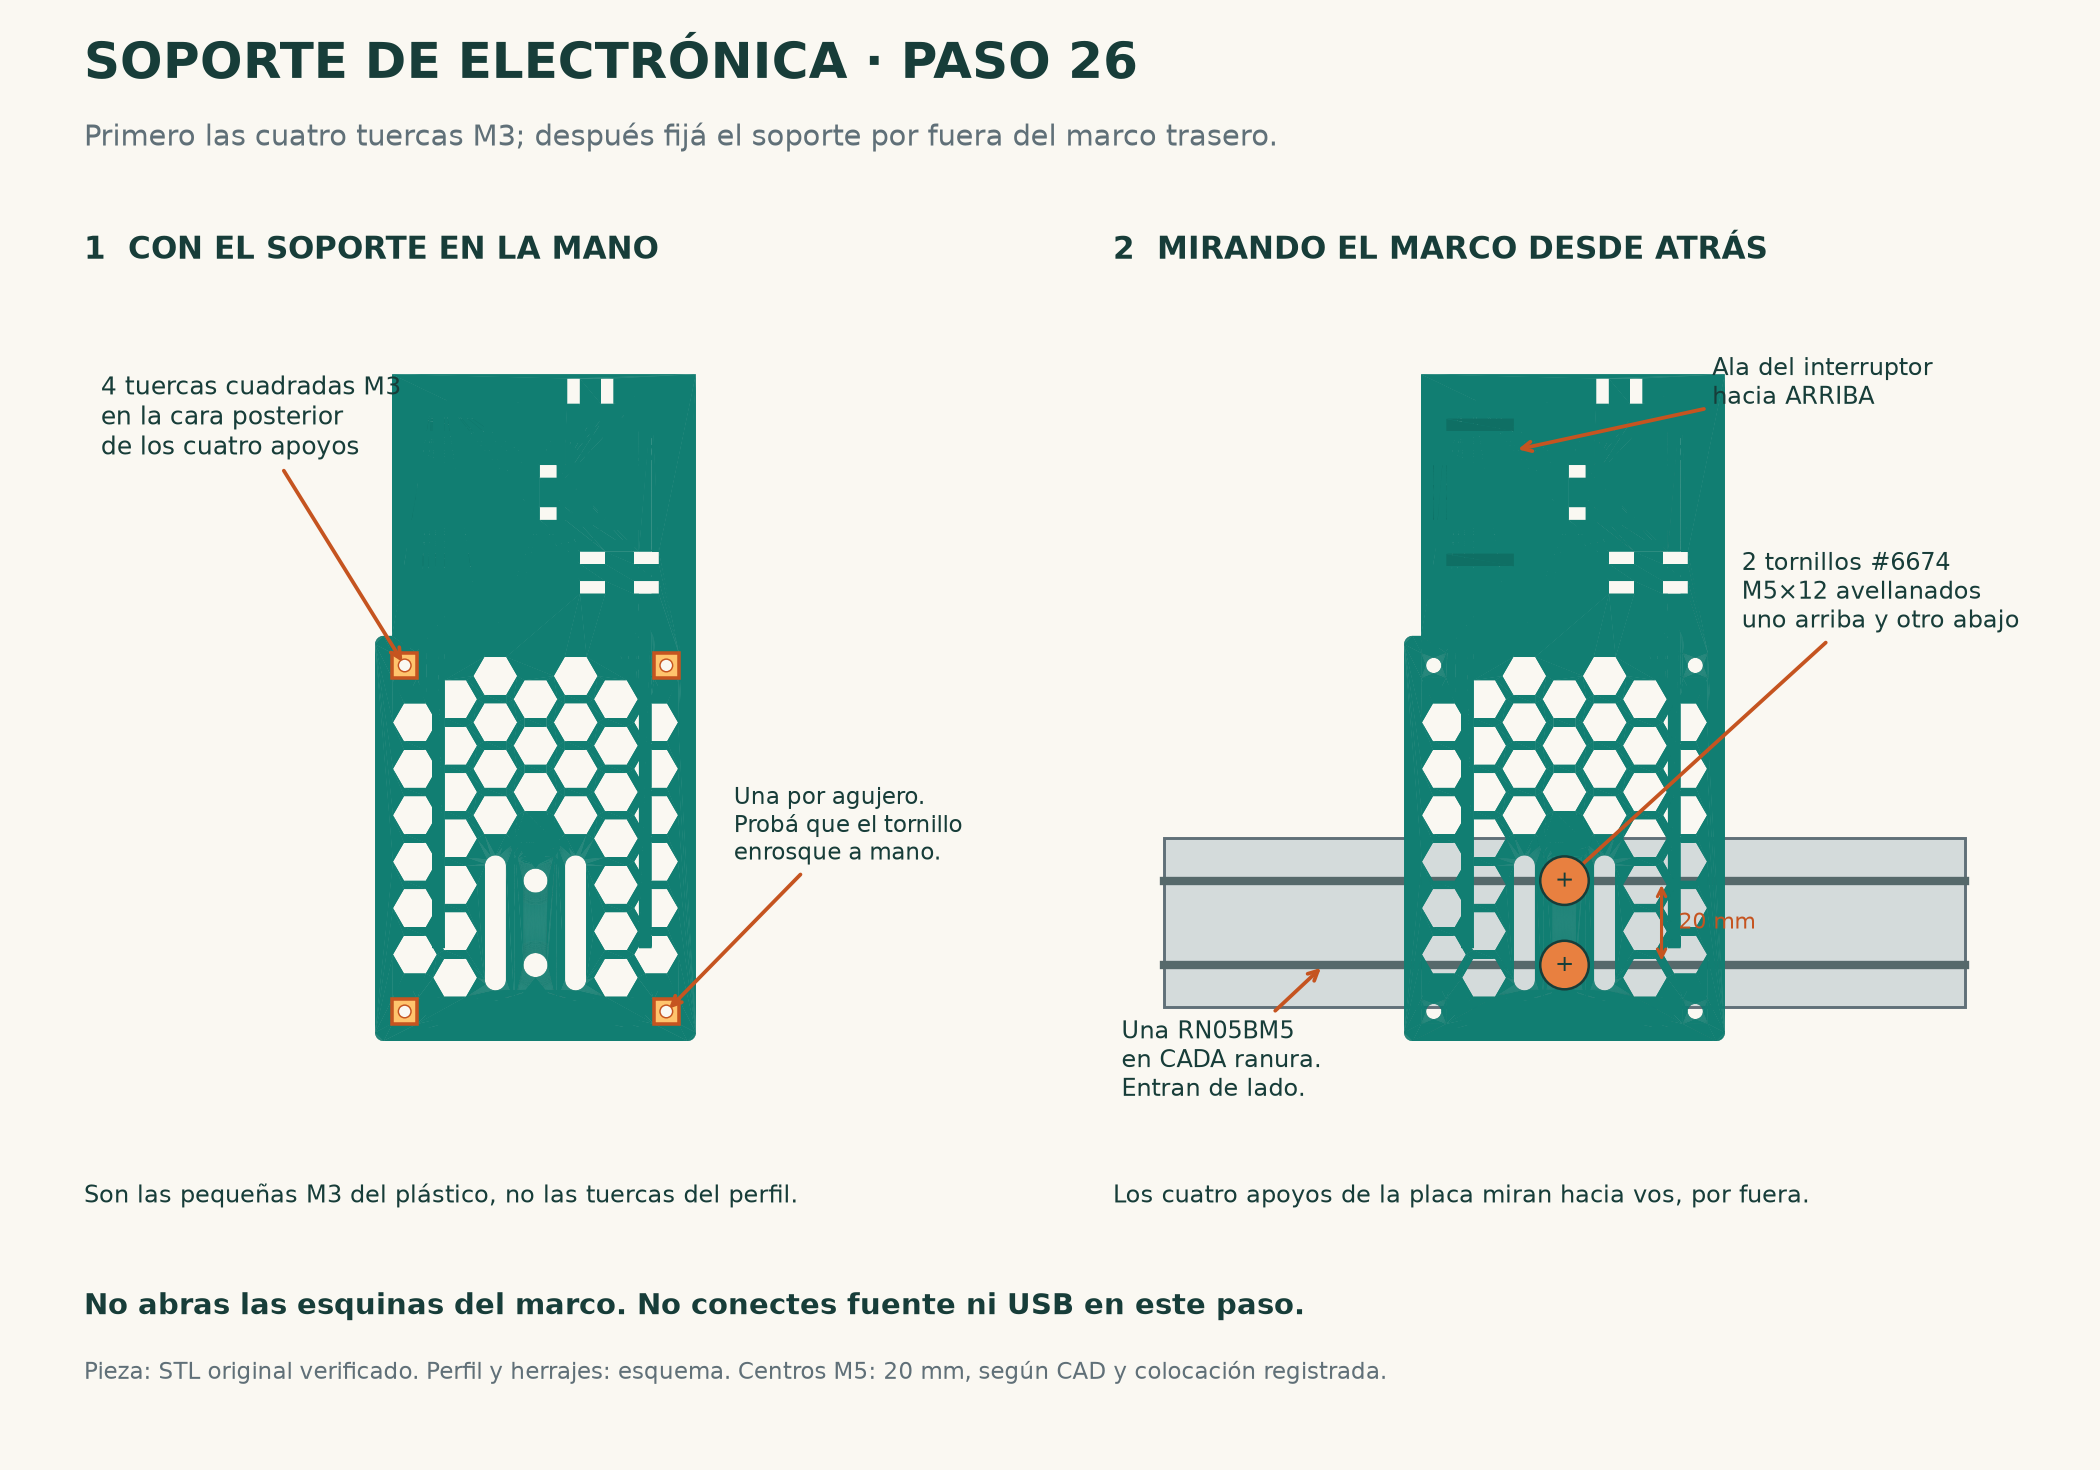 SOPORTE DE ELECTRÓNICA · PASO 26
Primero las cuatro tuercas M3; después fijá el soporte por fuera del marco trasero.
1 CON EL SOPORTE EN LA MANO
4 tuercas cuadradas M3
en la cara posterior
de los cuatro apoyos
Una por agujero.
Probá que el tornillo
enrosque a mano.
Son las pequeñas M3 del plástico, no las tuercas del perfil.
2 MIRANDO EL MARCO DESDE ATRÁS
Ala del interruptor
hacia ARRIBA
2 tornillos #6674
M5×12 avellanados
uno arriba y otro abajo
20 mm
Una RN05BM5
en CADA ranura.
Entran de lado.
Los cuatro apoyos de la placa miran hacia vos, por fuera.
No abras las esquinas del marco. No conectes fuente ni USB en este paso.
Pieza: STL original verificado. Perfil y herrajes: esquema. Centros M5: 20 mm, según CAD y colocación registrada.